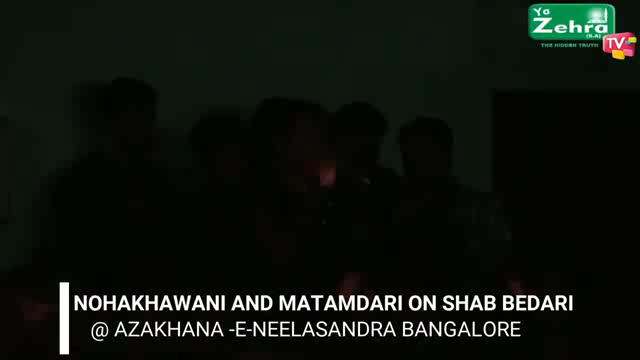 Ya
Zehra
(S.A)
TV
THE HIDDEN TRUTH
NOHAKHAWANI AND MATAMDARI ON SHAB BEDARI
@ AZAKHANA -E-NEELASANDRA BANGALORE